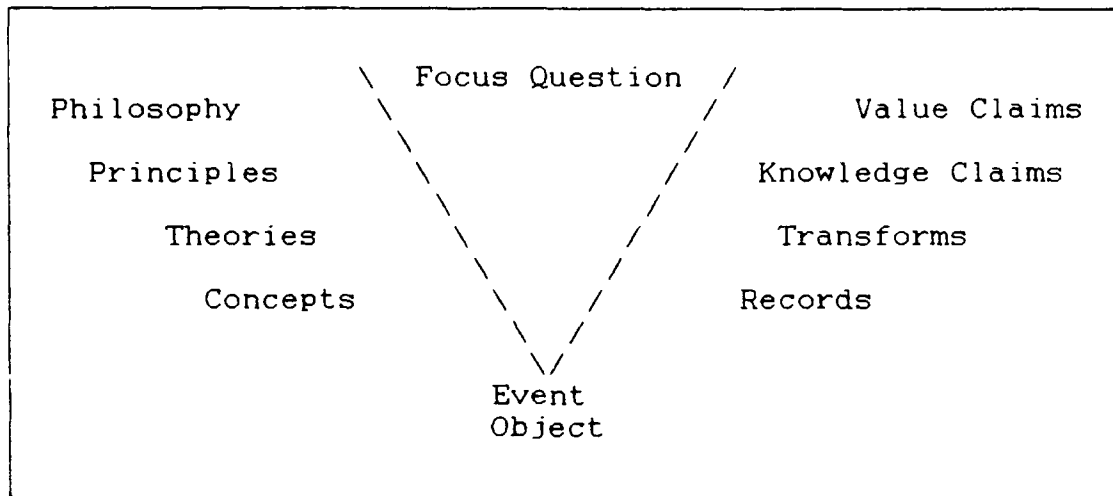 Focus Question
Philosophy Value Claims
Principles Knowledge Claims
Theories Transforms
Concepts Records
Event
Object